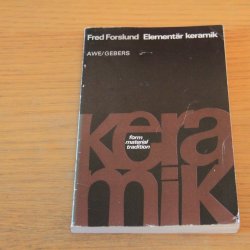 Fred Forslund Elementär keramik
AWE/GEBERS
kera
form
material
tradition
mik